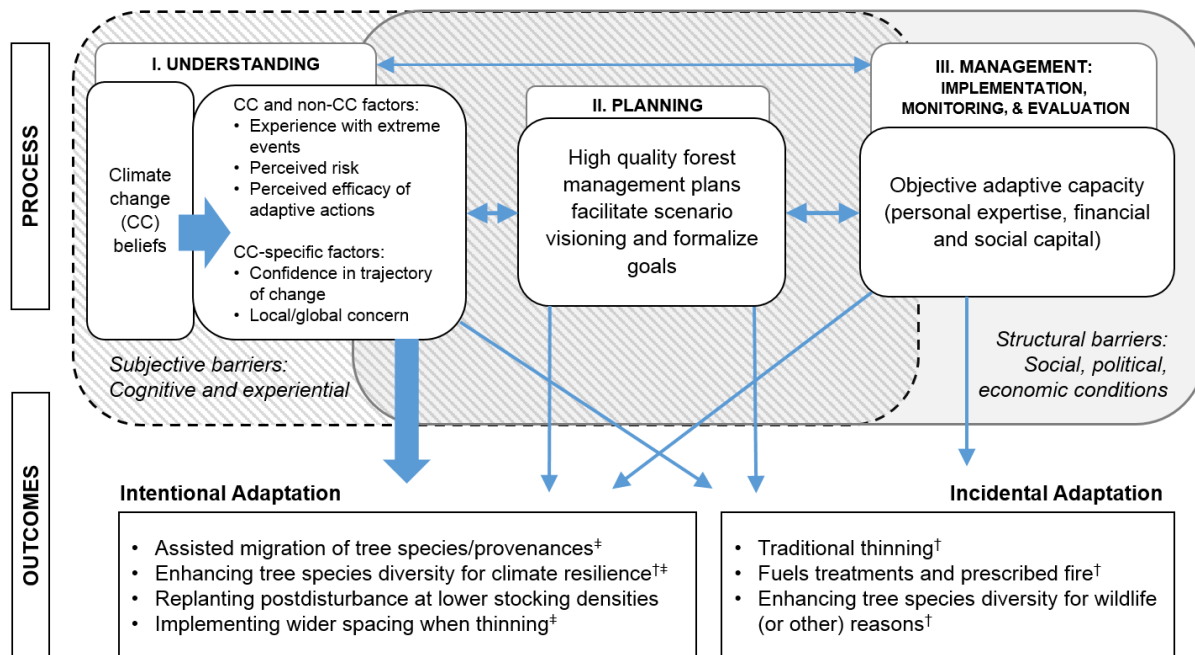 PROCESS
I. UNDERSTANDING
Climate
change
(CC)
beliefs
CC and non-CC factors:
• Experience with extreme
events
• Perceived risk
• Perceived efficacy of
adaptive actions
CC-specific factors:
• Confidence in trajectory
of change
• Local/global concern
II. PLANNING
High quality forest
management plans
facilitate scenario
visioning and formalize
goals
III. MANAGEMENT:
IMPLEMENTATION,
MONITORING, & EVALUATION
Objective adaptive capacity
(personal expertise, financial
and social capital)
Subjective barriers:
Cognitive and experiential
Structural barriers:
Social, political,
economic conditions
OUTCOMES
Intentional Adaptation
• Assisted migration of tree species/provenances‡
• Enhancing tree species diversity for climate resilience†‡
• Replanting postdisturbance at lower stocking densities
• Implementing wider spacing when thinning‡
Incidental Adaptation
• Traditional thinning†
• Fuels treatments and prescribed fire†
• Enhancing tree species diversity for wildlife
(or other) reasons†